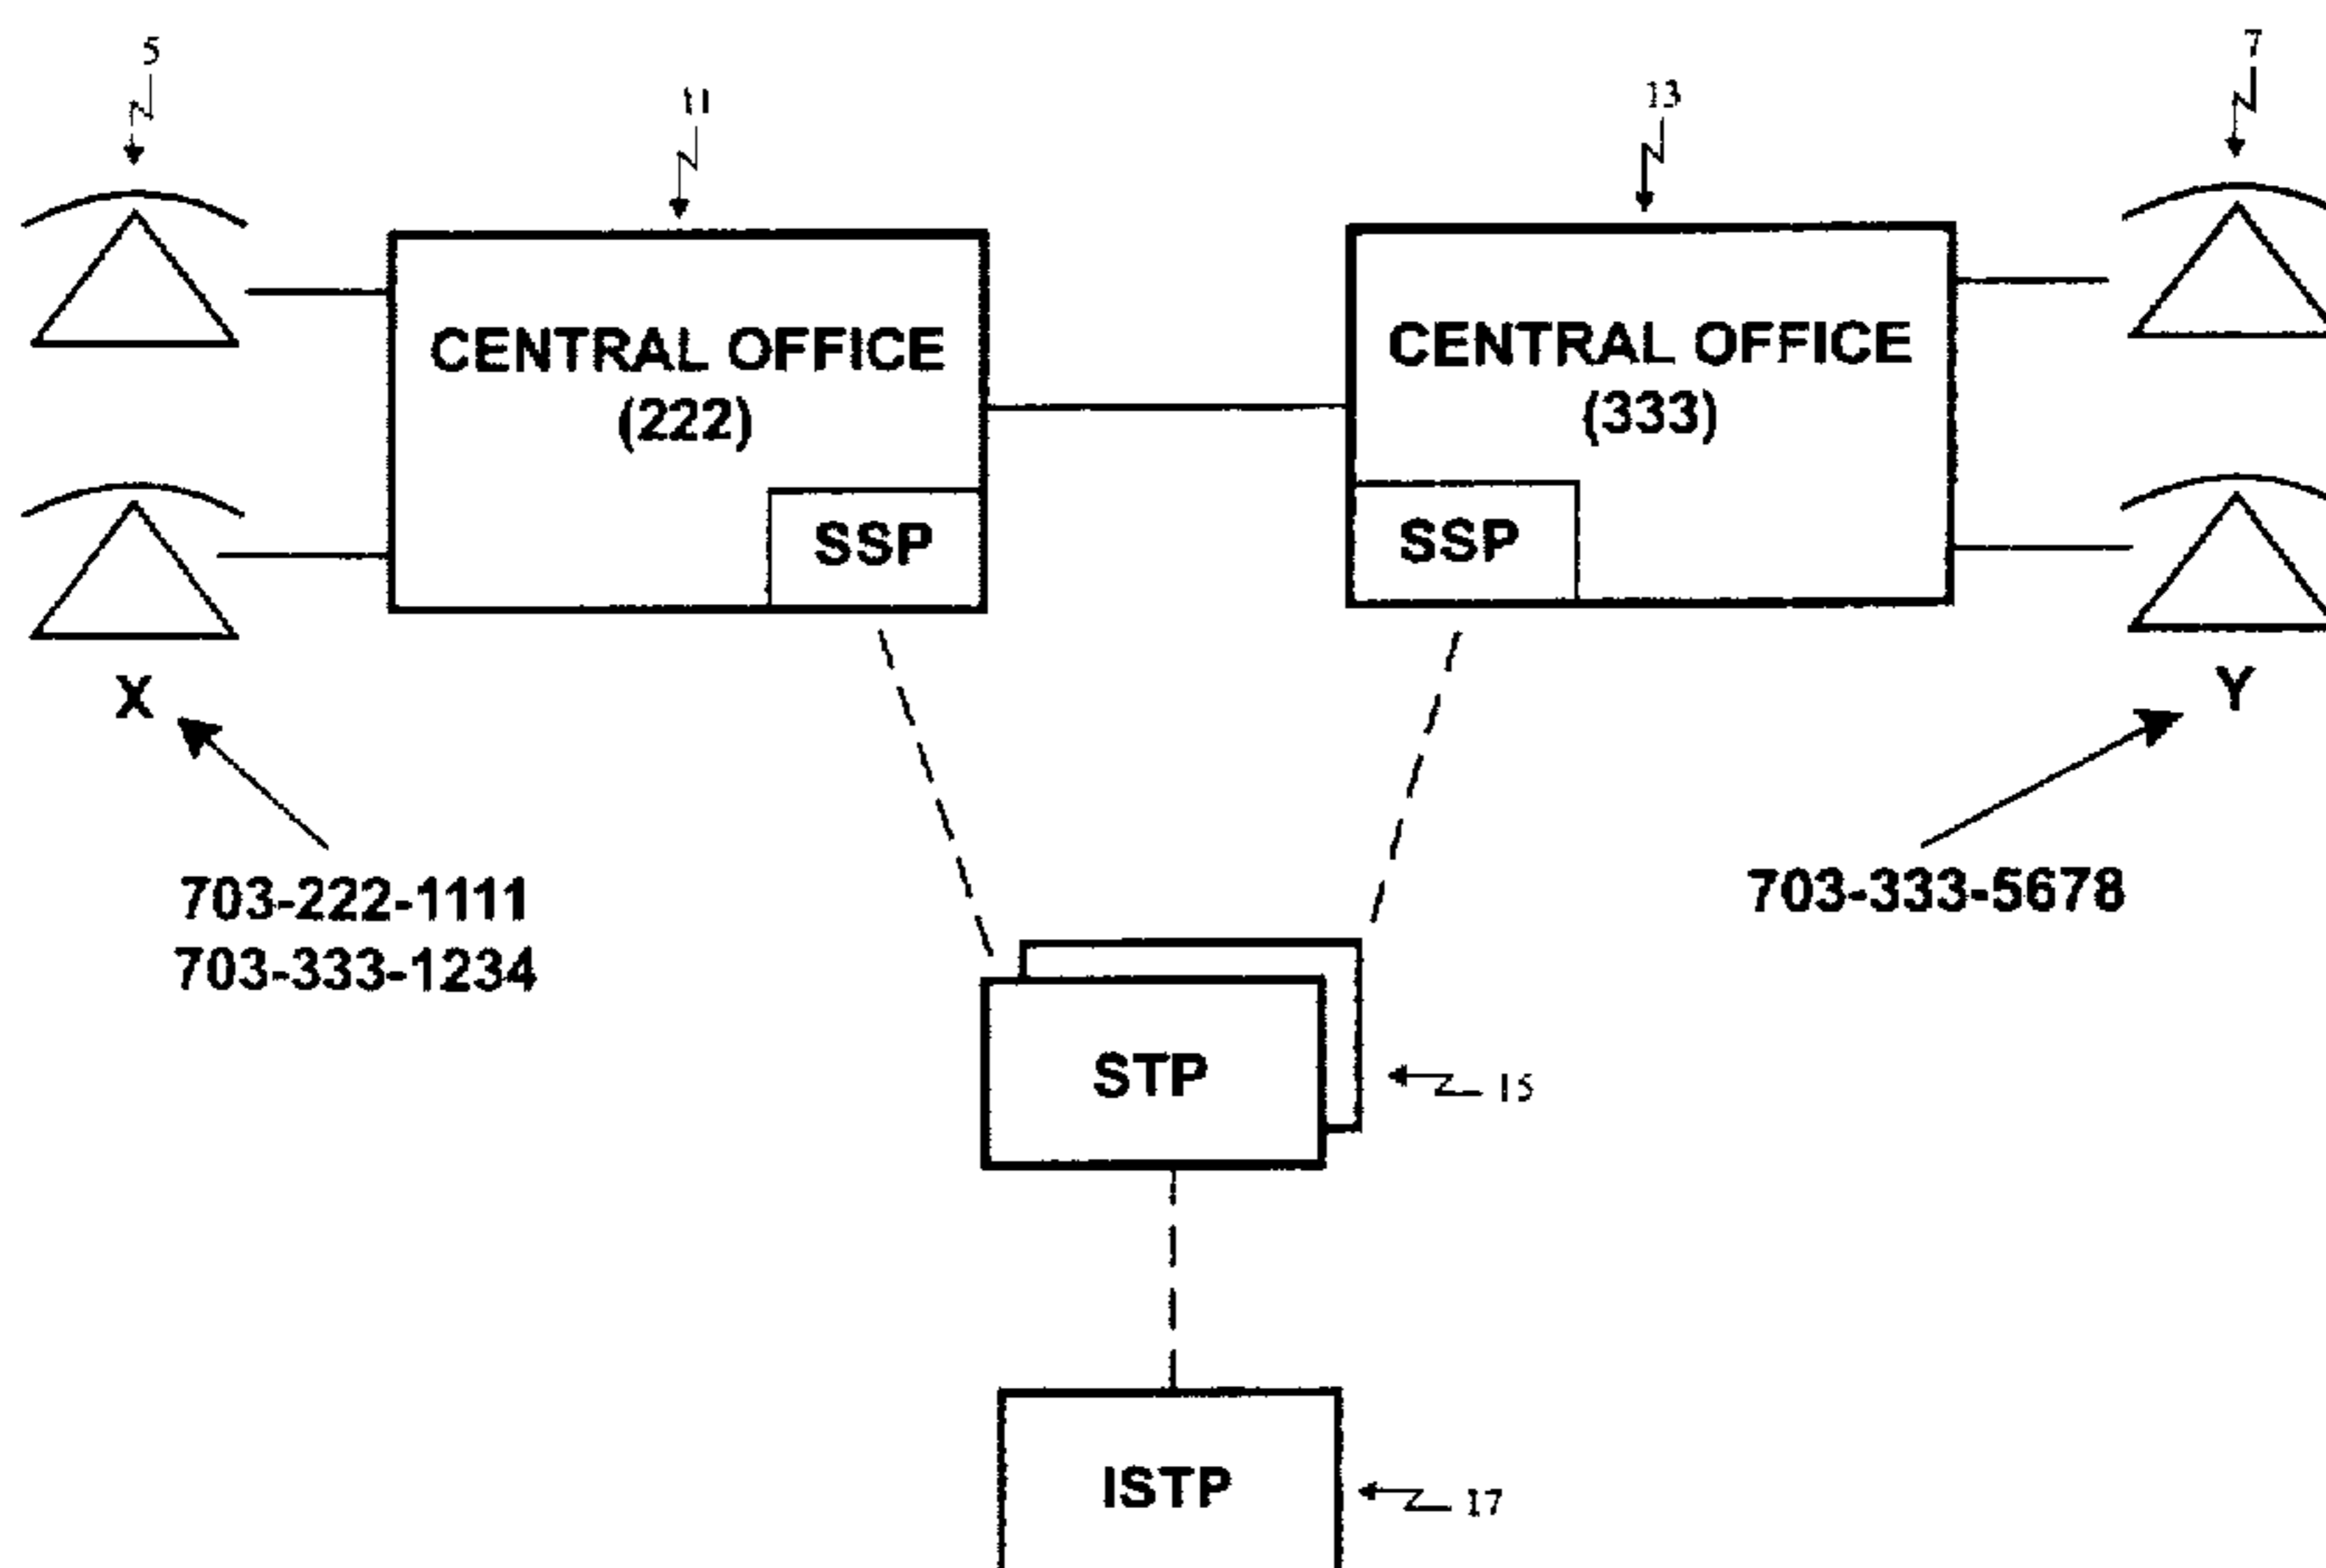 5
11
13
7
CENTRAL OFFICE
(222)
CENTRAL OFFICE
(333)
SSP
SSP
X
Y
703-222-1111
703-333-1234
703-333-5678
STP
15
ISTP
17